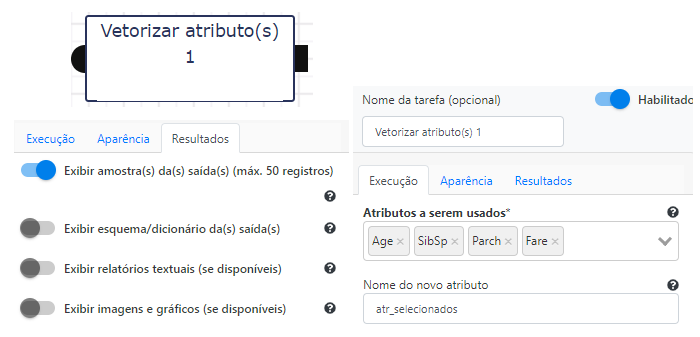 Vetorizar atributo(s)
1
Execução Aparência Resultados
Exibir amostra(s) da(s) saída(s) (máx. 50 registros)
Exibir esquema/dicionário da(s) saída(s)
Exibir relatórios textuais (se disponíveis)
Exibir imagens e gráficos (se disponíveis)
Nome da tarefa (opcional) Habilitado
Vetorizar atributo(s) 1
Execução Aparência Resultados
Atributos a serem usados*
Age × SibSp × Parch × Fare ×
Nome do novo atributo
atr_selecionados